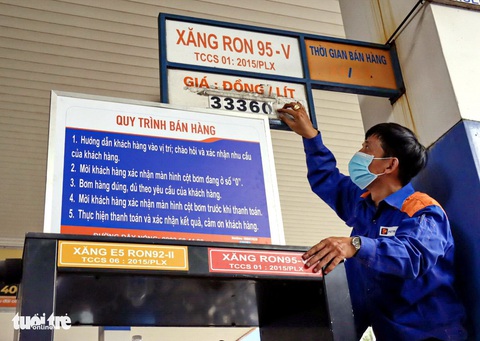 XĂNG RON 95-V
TCCS 01: 2015/PLX
GIÁ: ĐỒNG/LÍT
33360
THỜI GIAN BÁN HÀNG
/
QUY TRÌNH BÁN HÀNG
1. Hướng dẫn khách hàng vào vị trí; chào hỏi và xác nhận nhu cầu
của khách hàng.
2. Mời khách hàng xác nhận màn hình cột bơm đang ở số "0".
3. Bơm hàng đúng, đủ theo yêu cầu của khách hàng.
4. Mời khách hàng xác nhận màn hình cột bơm trước khi thanh toán.
5. Thực hiện thanh toán và xác nhận kết quả, cảm ơn khách hàng.
XĂNG E5 RON92-II
TCCS 06 : 2015/PLX
XĂNG RON95-
TCCS 01: 2015/PLX
40
tuổi trẻ
online